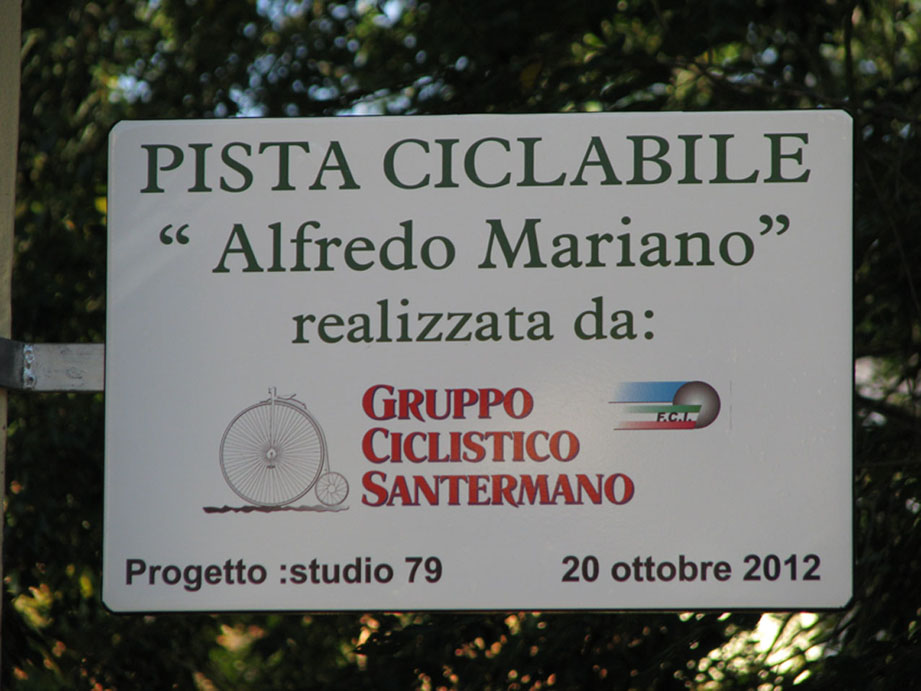 PISTA CICLABILE
“ Alfredo Mariano”
realizzata da:
GRUPPO
CICLISTICO
SANTERMANO
F.C.I.
Progetto :studio 79
20 ottobre 2012